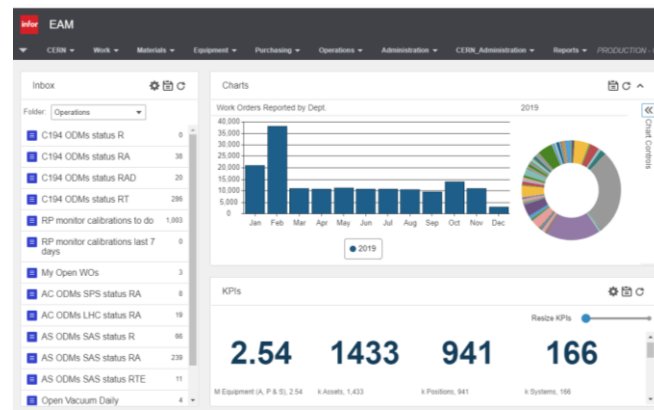 infor EAM
CERN Work Materials Equipment Purchasing Operations Administration CERN_Administration Reports PRODUCTION -
Inbox
Folder: Operations
C194 ODMs status R 0
C194 ODMs status RA 38
C194 ODMs status RAD 20
C194 ODMs status RT 286
RP monitor calibrations to do 1,003
RP monitor calibrations last 7 0
days
My Open WOs 3
AC ODMs SPS status RA 8
AC ODMs LHC status RA 19
AS ODMs SAS status R 66
AS ODMs SAS status RA 239
AS ODMs SAS status RTE 11
Open Vacuum Daily 4
Charts
Work Orders Reported by Dept.
40,000
35,000
30,000
25,000
20,000
15,000
10,000
5,000
0
Jan Feb Mar Apr May Jun Jul Aug Sep Oct Nov Dec
2019
2019
Chart Controls
KPIs
Resize KPIs
2.54 1433 941 166
M Equipment (A, P & S), 2.54 k Assets, 1,433 k Positions, 941 k Systems, 166